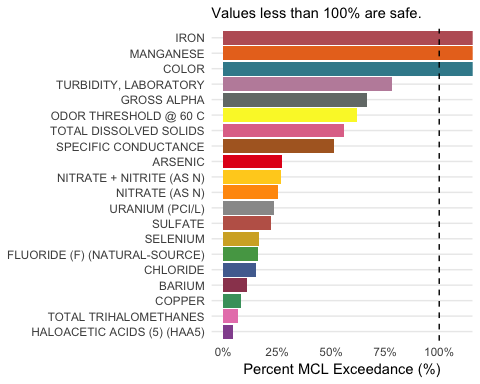 Values less than 100% are safe.
IRON
MANGANESE
COLOR
TURBIDITY, LABORATORY
GROSS ALPHA
ODOR THRESHOLD @ 60 C
TOTAL DISSOLVED SOLIDS
SPECIFIC CONDUCTANCE
ARSENIC
NITRATE + NITRITE (AS N)
NITRATE (AS N)
URANIUM (PCI/L)
SULFATE
SELENIUM
FLUORIDE (F) (NATURAL-SOURCE)
CHLORIDE
BARIUM
COPPER
TOTAL TRIHALOMETHANES
HALOACETIC ACIDS (5) (HAA5)
0% 25% 50% 75% 100%
Percent MCL Exceedance (%)